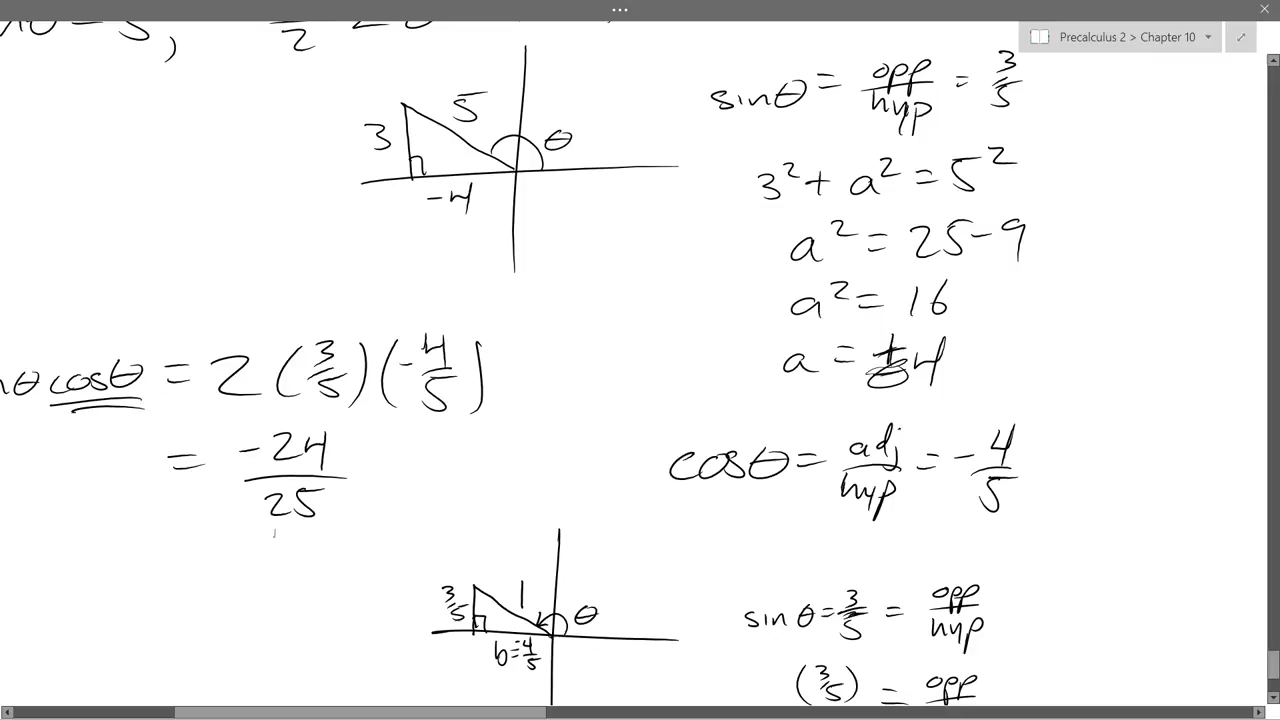 Precalculus 2 > Chapter 10
2
3
5
θ
-4
sinθ = opp/hyp = 3/5
3² + a² = 5²
a² = 25-9
a² = 16
a = 4
cosθ = 2(3/5)(-4/5)
= -24/25
cosθ = adj/hyp = -4/5
3/5
1
θ
b=4/5
sin θ = 3/5 = opp/hyp
(3/5) = opp